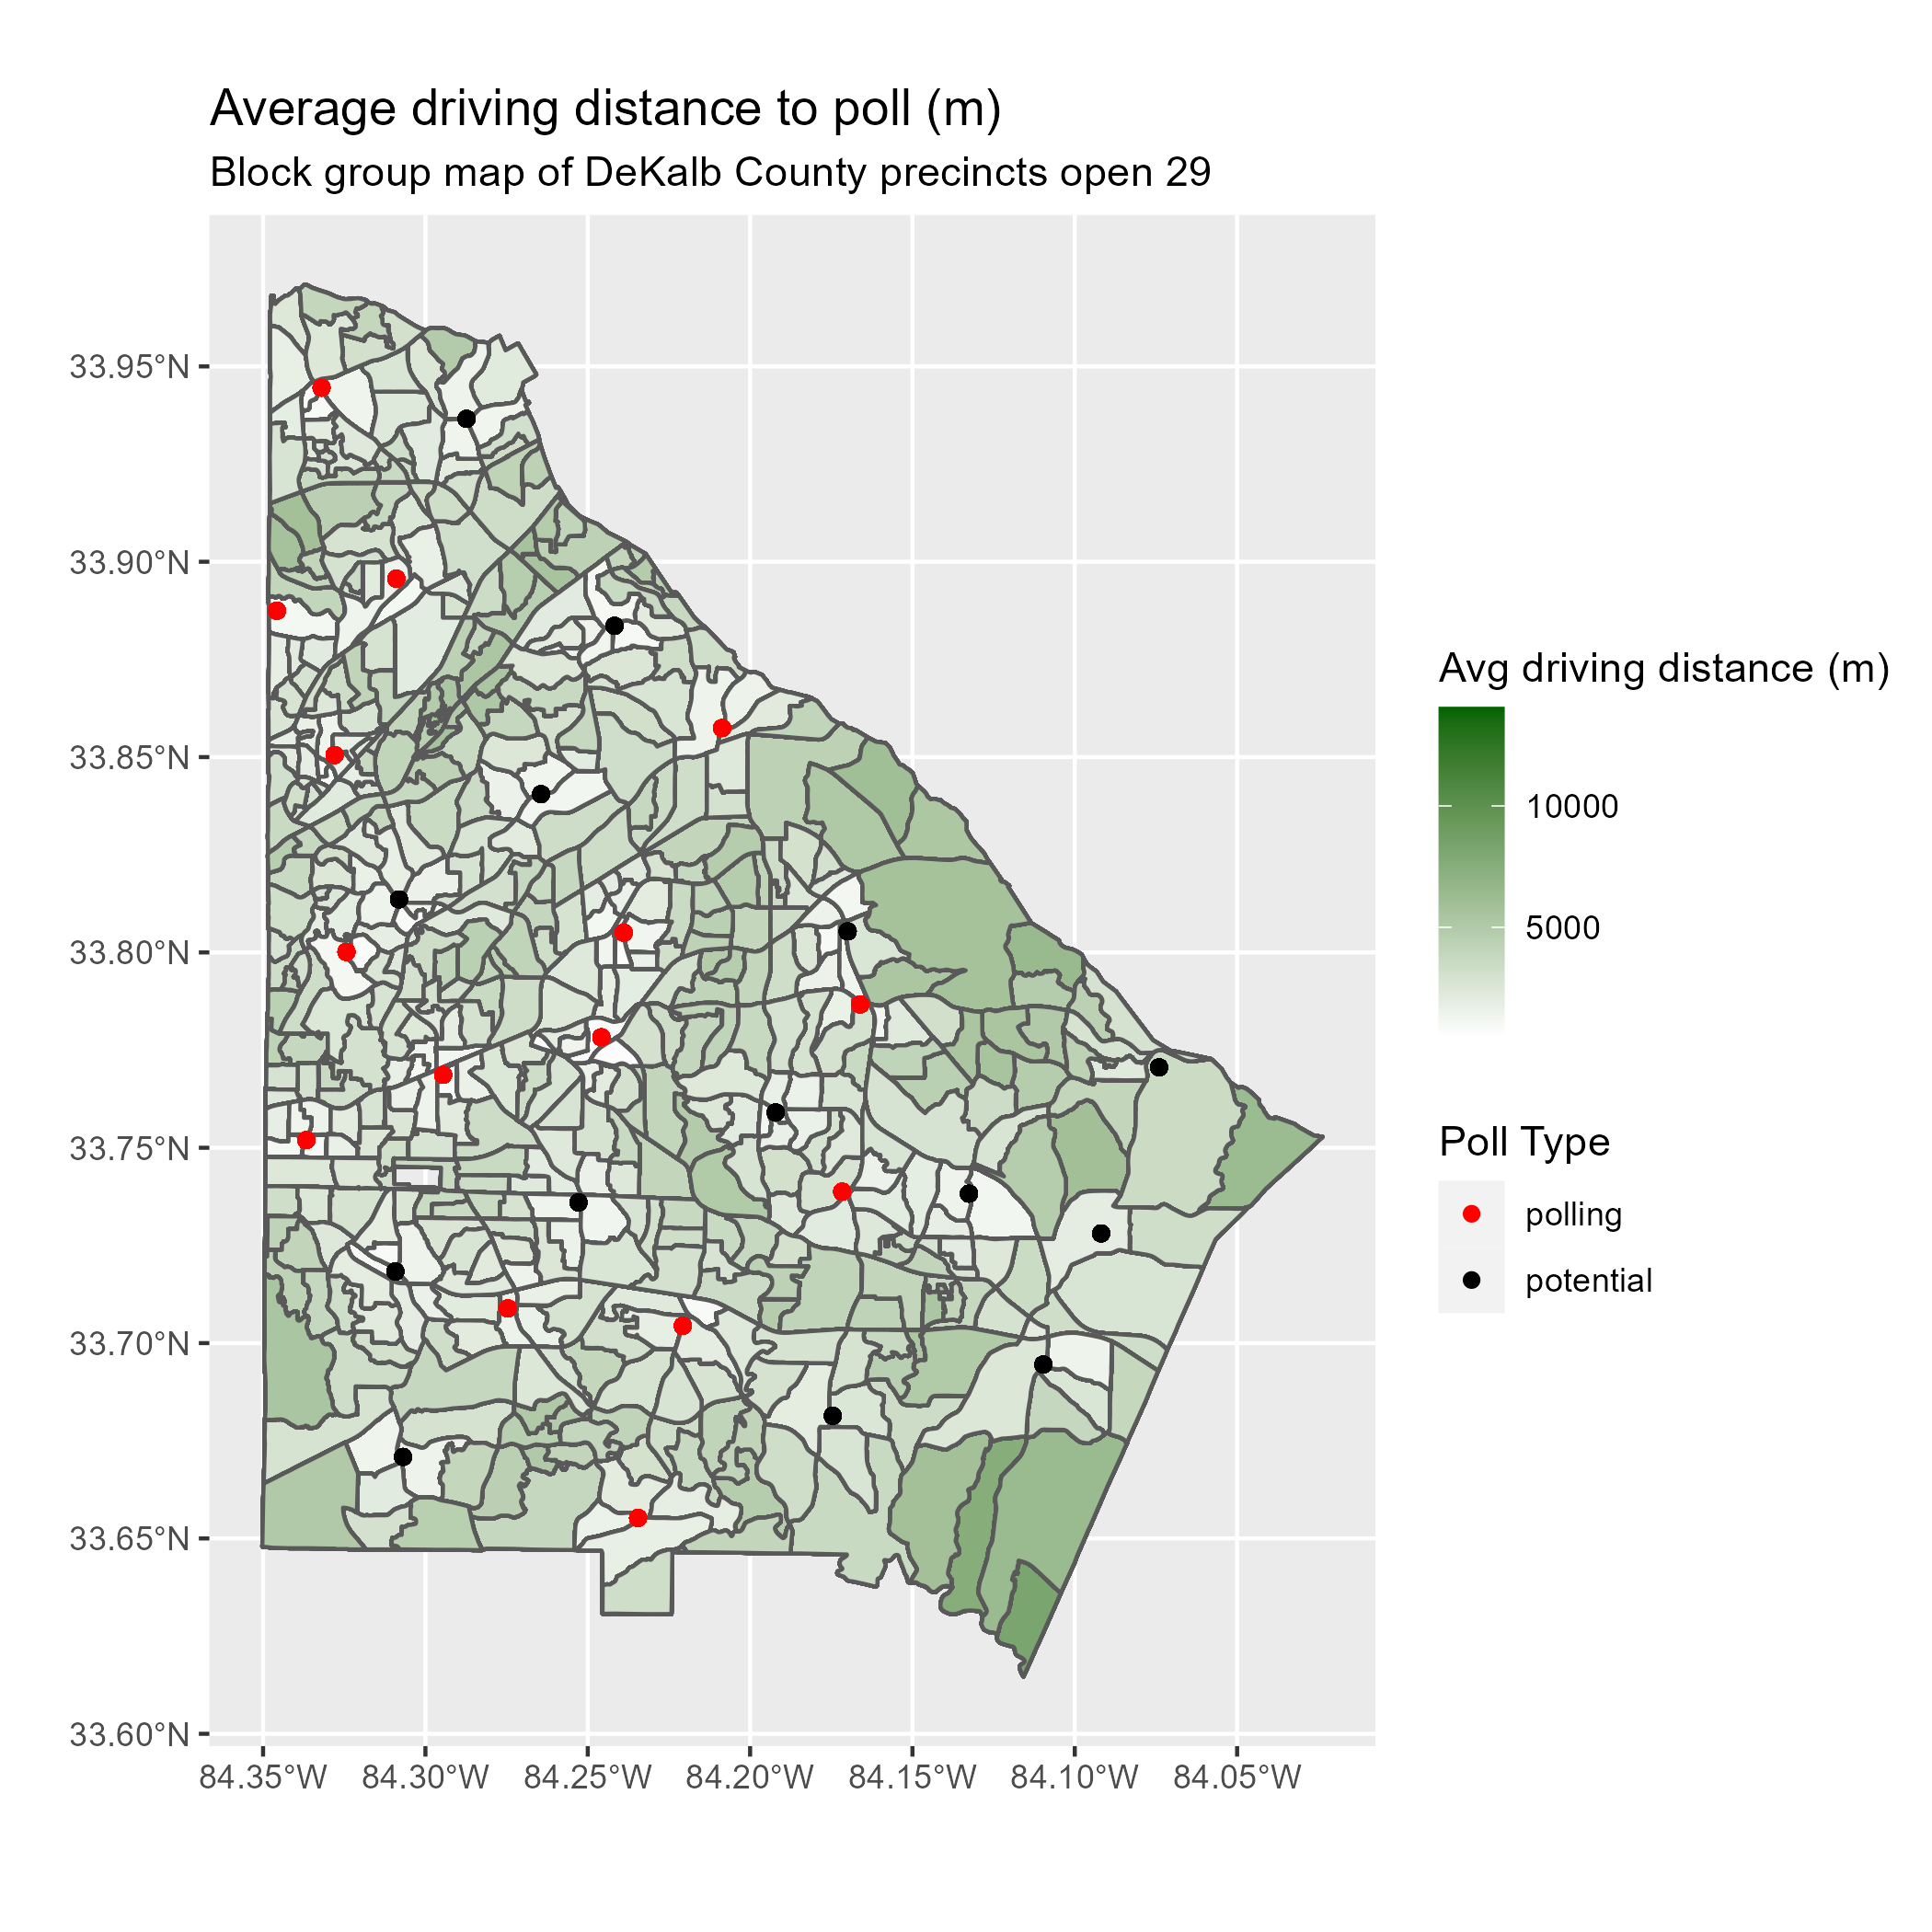 Average driving distance to poll (m)
Block group map of DeKalb County precincts open 29
33.95°N
33.90°N
33.85°N
33.80°N
33.75°N
33.70°N
33.65°N
33.60°N
84.35°W
84.30°W
84.25°W
84.20°W
84.15°W
84.10°W
84.05°W
Avg driving distance (m)
10000
5000
Poll Type
polling
potential